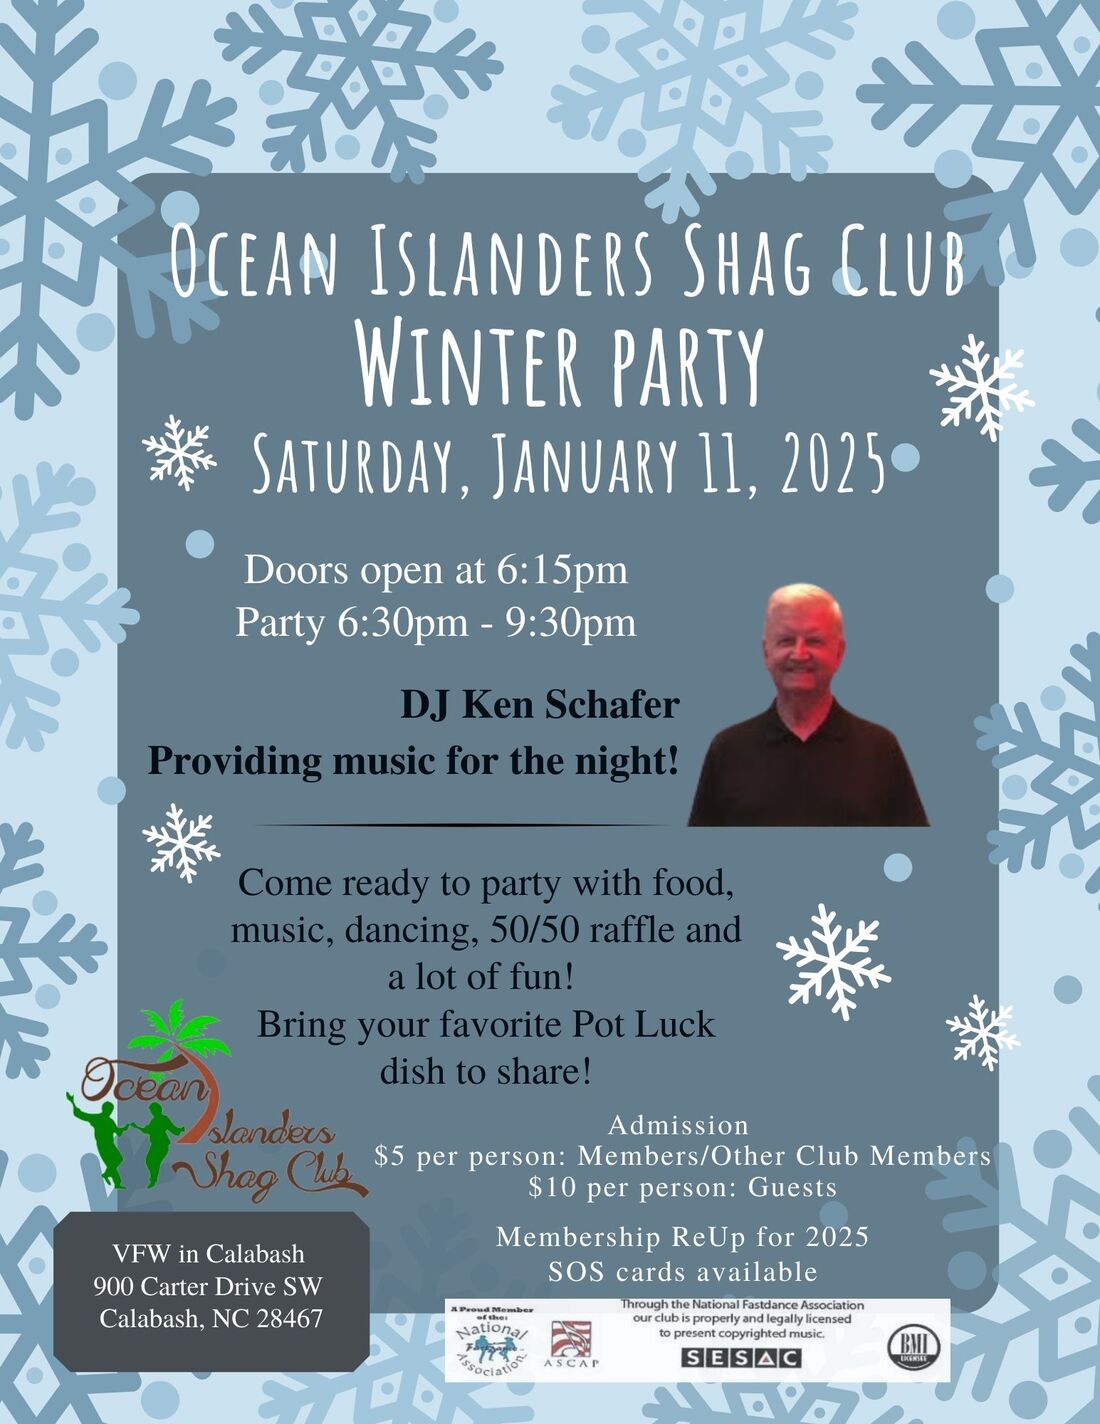 Ocean Islanders Shag Club
Winter party
Saturday, January 11, 2025
Doors open at 6:15pm
Party 6:30pm - 9:30pm
DJ Ken Schafer
Providing music for the night!
Come ready to party with food,
music, dancing, 50/50 raffle and
a lot of fun!
Bring your favorite Pot Luck
dish to share!
Ocean
Islanders
Shag Club
Admission
$5 per person: Members/Other Club Members
$10 per person: Guests
Membership ReUp for 2025
SOS cards available
VFW in Calabash
900 Carter Drive SW
Calabash, NC 28467
A Proud Member
of the:
National
Fastdance
Association
ASCAP
Through the National Fastdance Association
our club is properly and legally licensed
to present copyrighted music.
SESAC
BMI
LICENSED